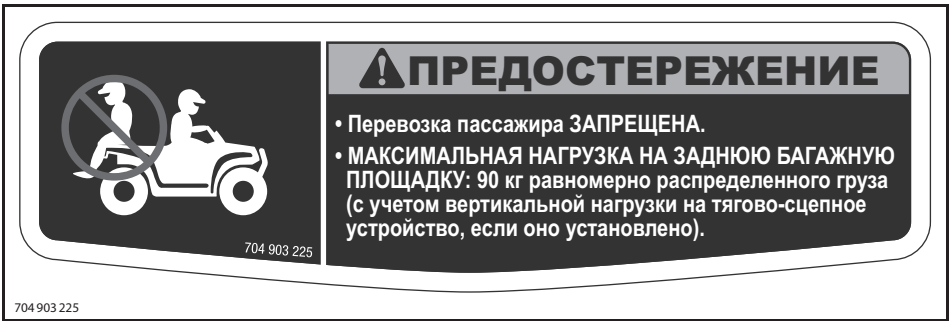 ПРЕДОСТЕРЕЖЕНИЕ
• Перевозка пассажира ЗАПРЕЩЕНА.
• МАКСИМАЛЬНАЯ НАГРУЗКА НА ЗАДНЮЮ БАГАЖНУЮ
ПЛОЩАДКУ: 90 кг равномерно распределенного груза
(с учетом вертикальной нагрузки на тягово-сцепное
устройство, если оно установлено).
704 903 225
704 903 225